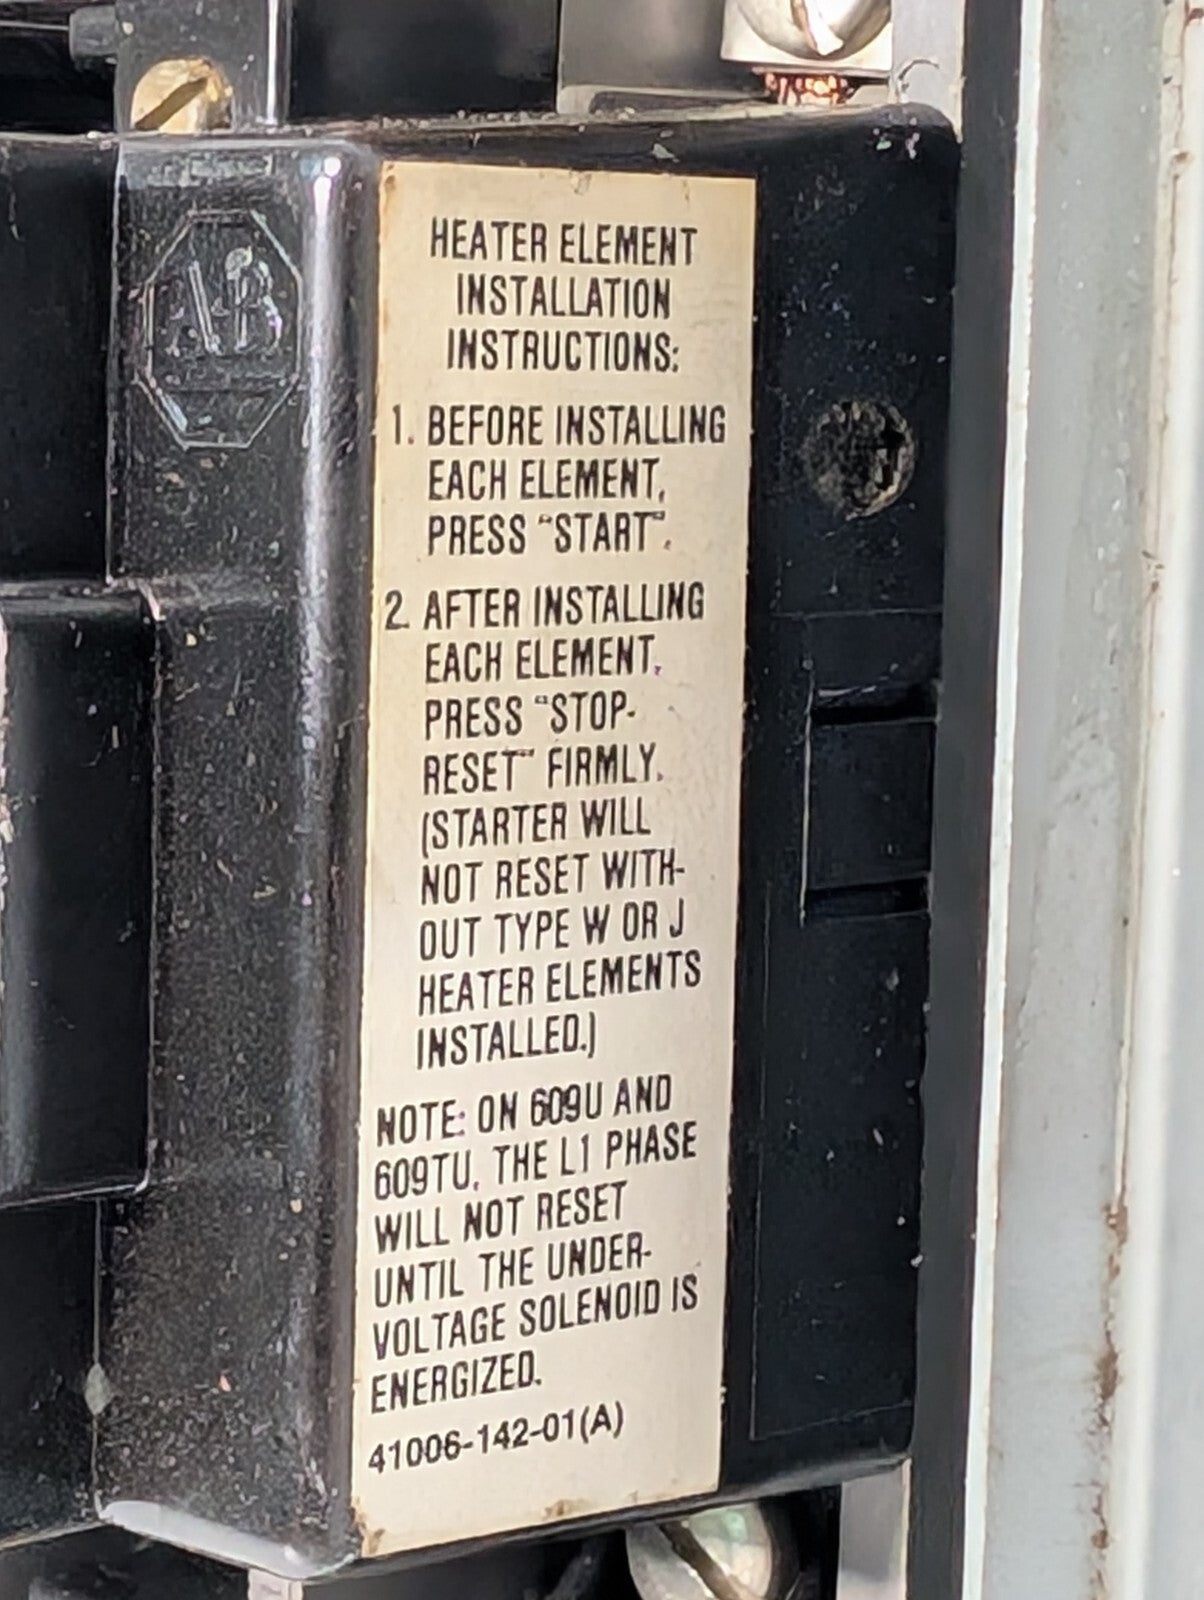 AB
HEATER ELEMENT
INSTALLATION
INSTRUCTIONS:
1. BEFORE INSTALLING
EACH ELEMENT,
PRESS "START".
2. AFTER INSTALLING
EACH ELEMENT,
PRESS "STOP-
RESET" FIRMLY.
(STARTER WILL
NOT RESET WITH-
OUT TYPE W OR J
HEATER ELEMENTS
INSTALLED.)
NOTE: ON 609U AND
609TU, THE L1 PHASE
WILL NOT RESET
UNTIL THE UNDER-
VOLTAGE SOLENOID IS
ENERGIZED.
41006-142-01(A)